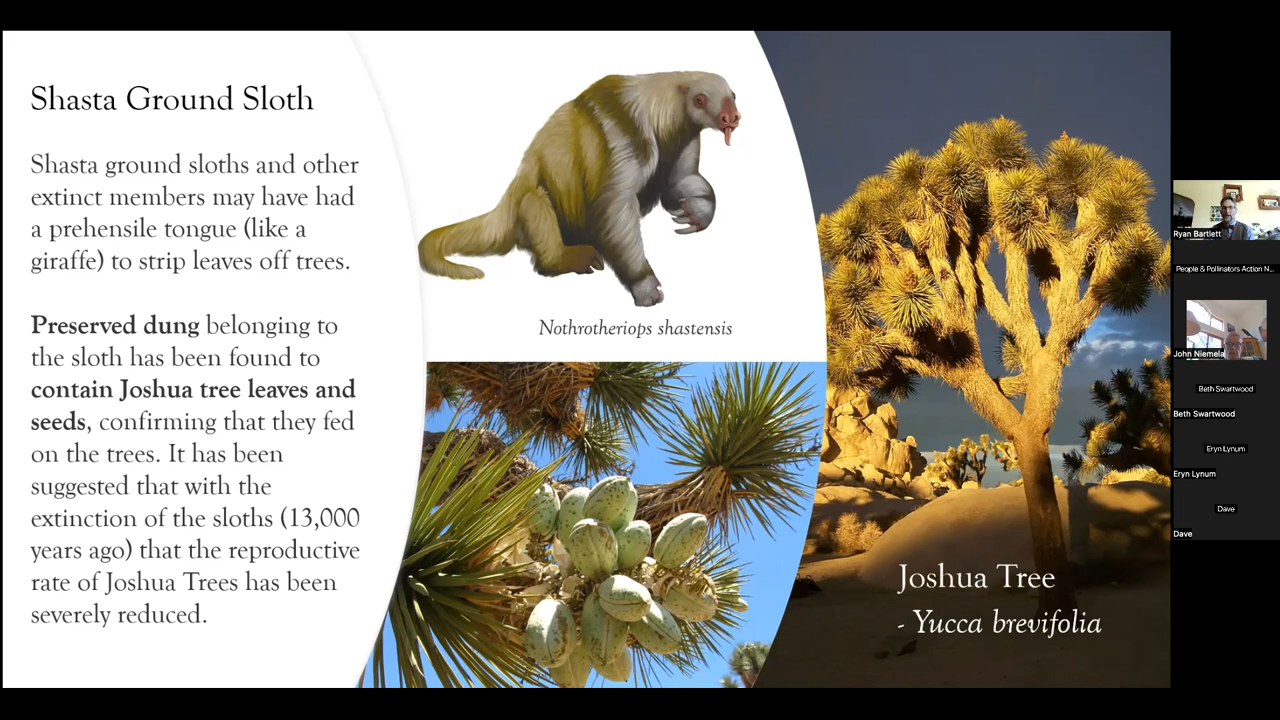 Shasta Ground Sloth
Shasta ground sloths and other
extinct members may have had
a prehensile tongue (like a
giraffe) to strip leaves off trees.
Preserved dung belonging to
the sloth has been found to
contain Joshua tree leaves and
seeds, confirming that they fed
on the trees. It has been
suggested that with the
extinction of the sloths (13,000
years ago) that the reproductive
rate of Joshua Trees has been
severely reduced.
Nothrotheriops shastensis
Joshua Tree
- Yucca brevifolia
Ryan Bartlett
People & Pollinators Action N...
John Niemela
Beth Swartwood
Beth Swartwood
Eryn Lynum
Eryn Lynum
Dave
Dave